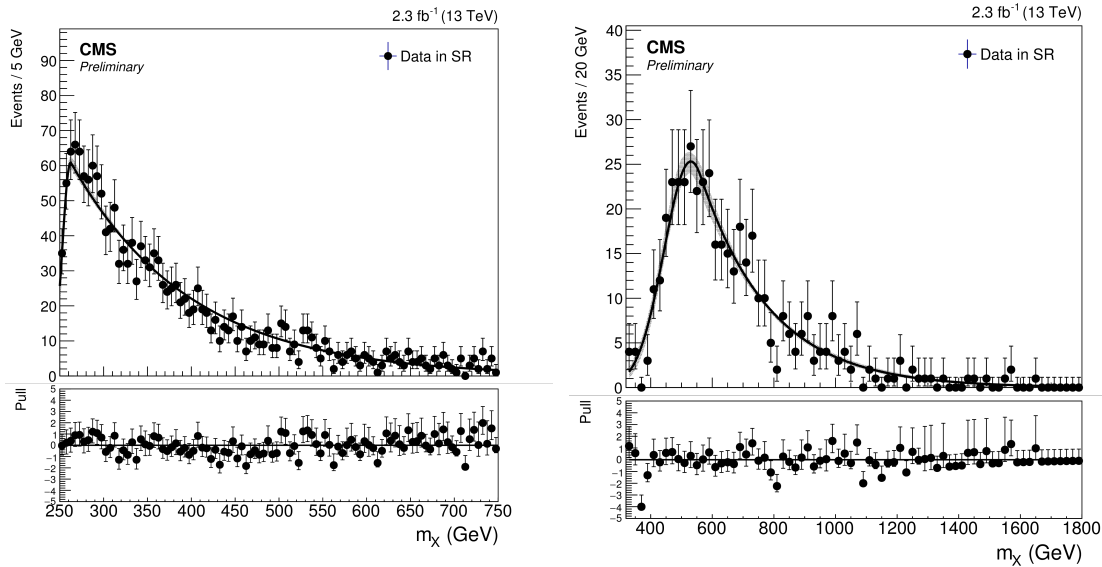 2.3 fb⁻¹ (13 TeV)
CMS
Preliminary
Data in SR
Events / 5 GeV
90
80
70
60
50
40
30
20
10
0
Pull
5
4
3
2
1
0
−1
−2
−3
−4
−5
250 300 350 400 450 500 550 600 650 700 750
mX (GeV)
2.3 fb⁻¹ (13 TeV)
CMS
Preliminary
Data in SR
Events / 20 GeV
40
35
30
25
20
15
10
5
0
Pull
5
4
3
2
1
0
−1
−2
−3
−4
−5
400 600 800 1000 1200 1400 1600 1800
mX (GeV)